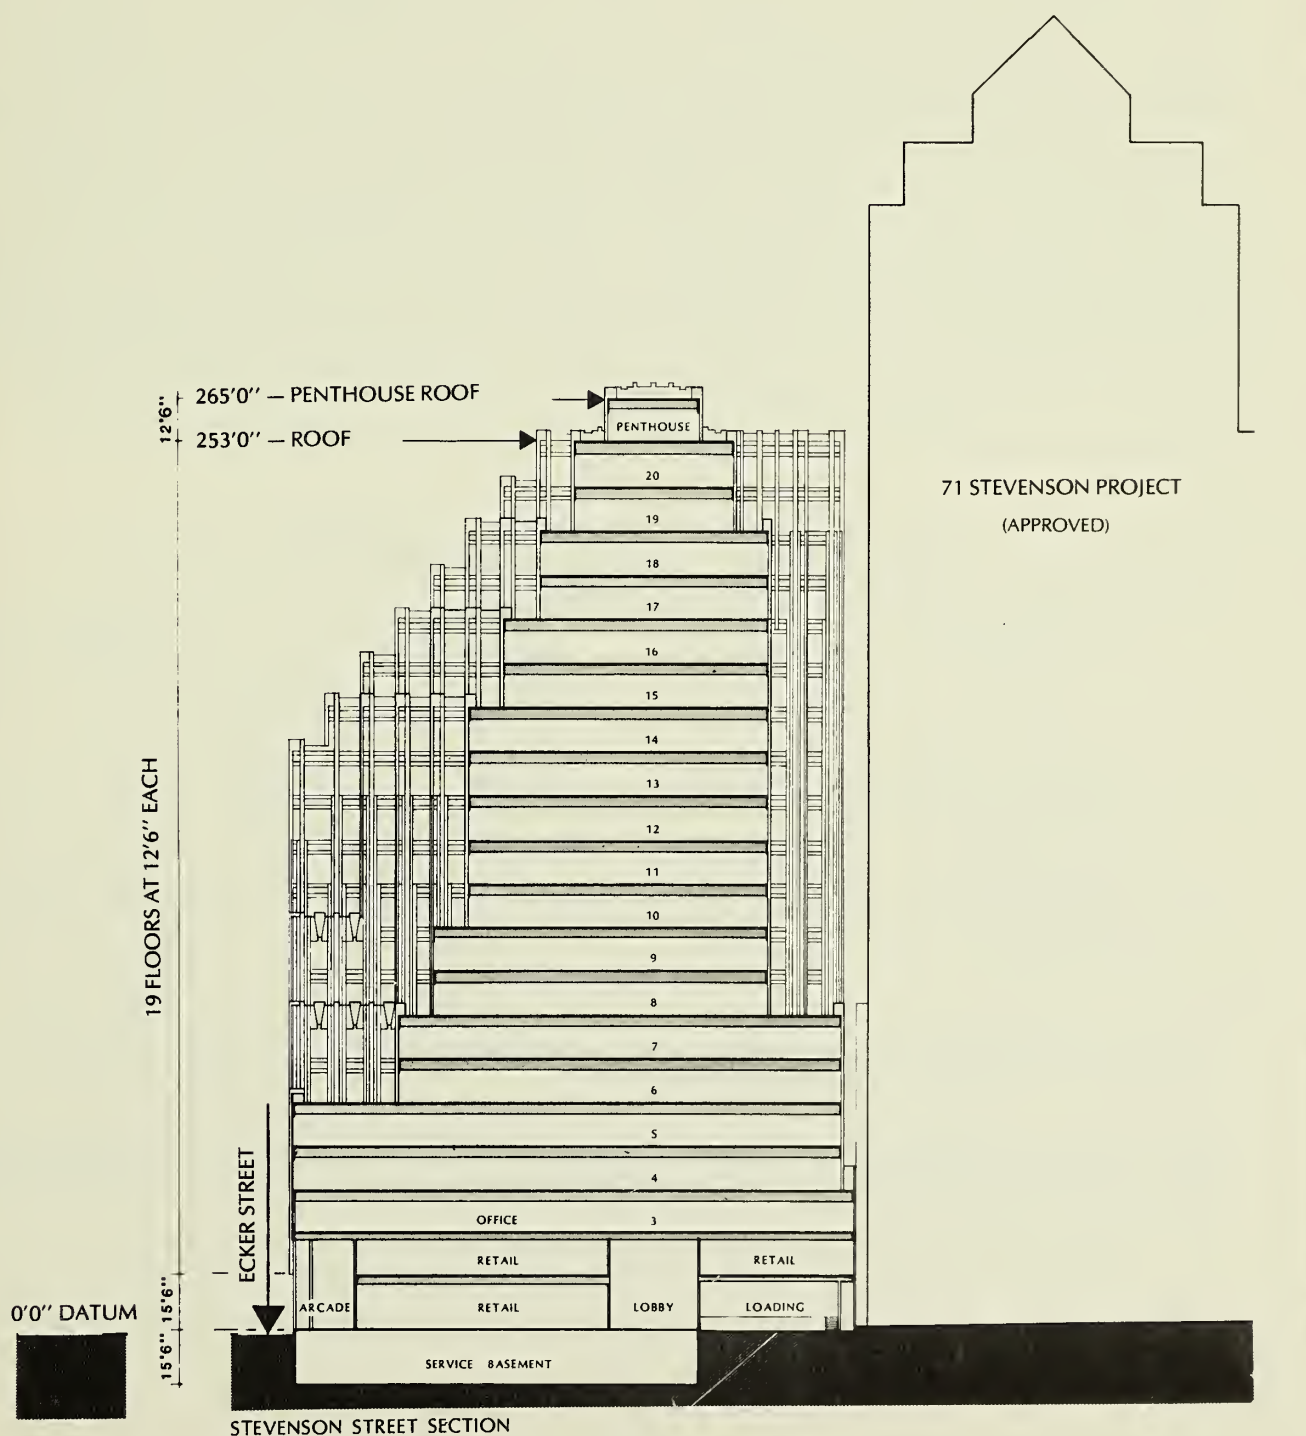 265'0" — PENTHOUSE ROOF
12'6"
253'0" — ROOF
PENTHOUSE
20
19
18
17
16
15
14
13
12
11
10
9
8
7
6
5
4
OFFICE 3
RETAIL RETAIL
ARCADE RETAIL LOBBY LOADING
SERVICE BASEMENT
71 STEVENSON PROJECT
(APPROVED)
19 FLOORS AT 12'6" EACH
ECKER STREET
0'0" DATUM
15'6"
15'6"
STEVENSON STREET SECTION